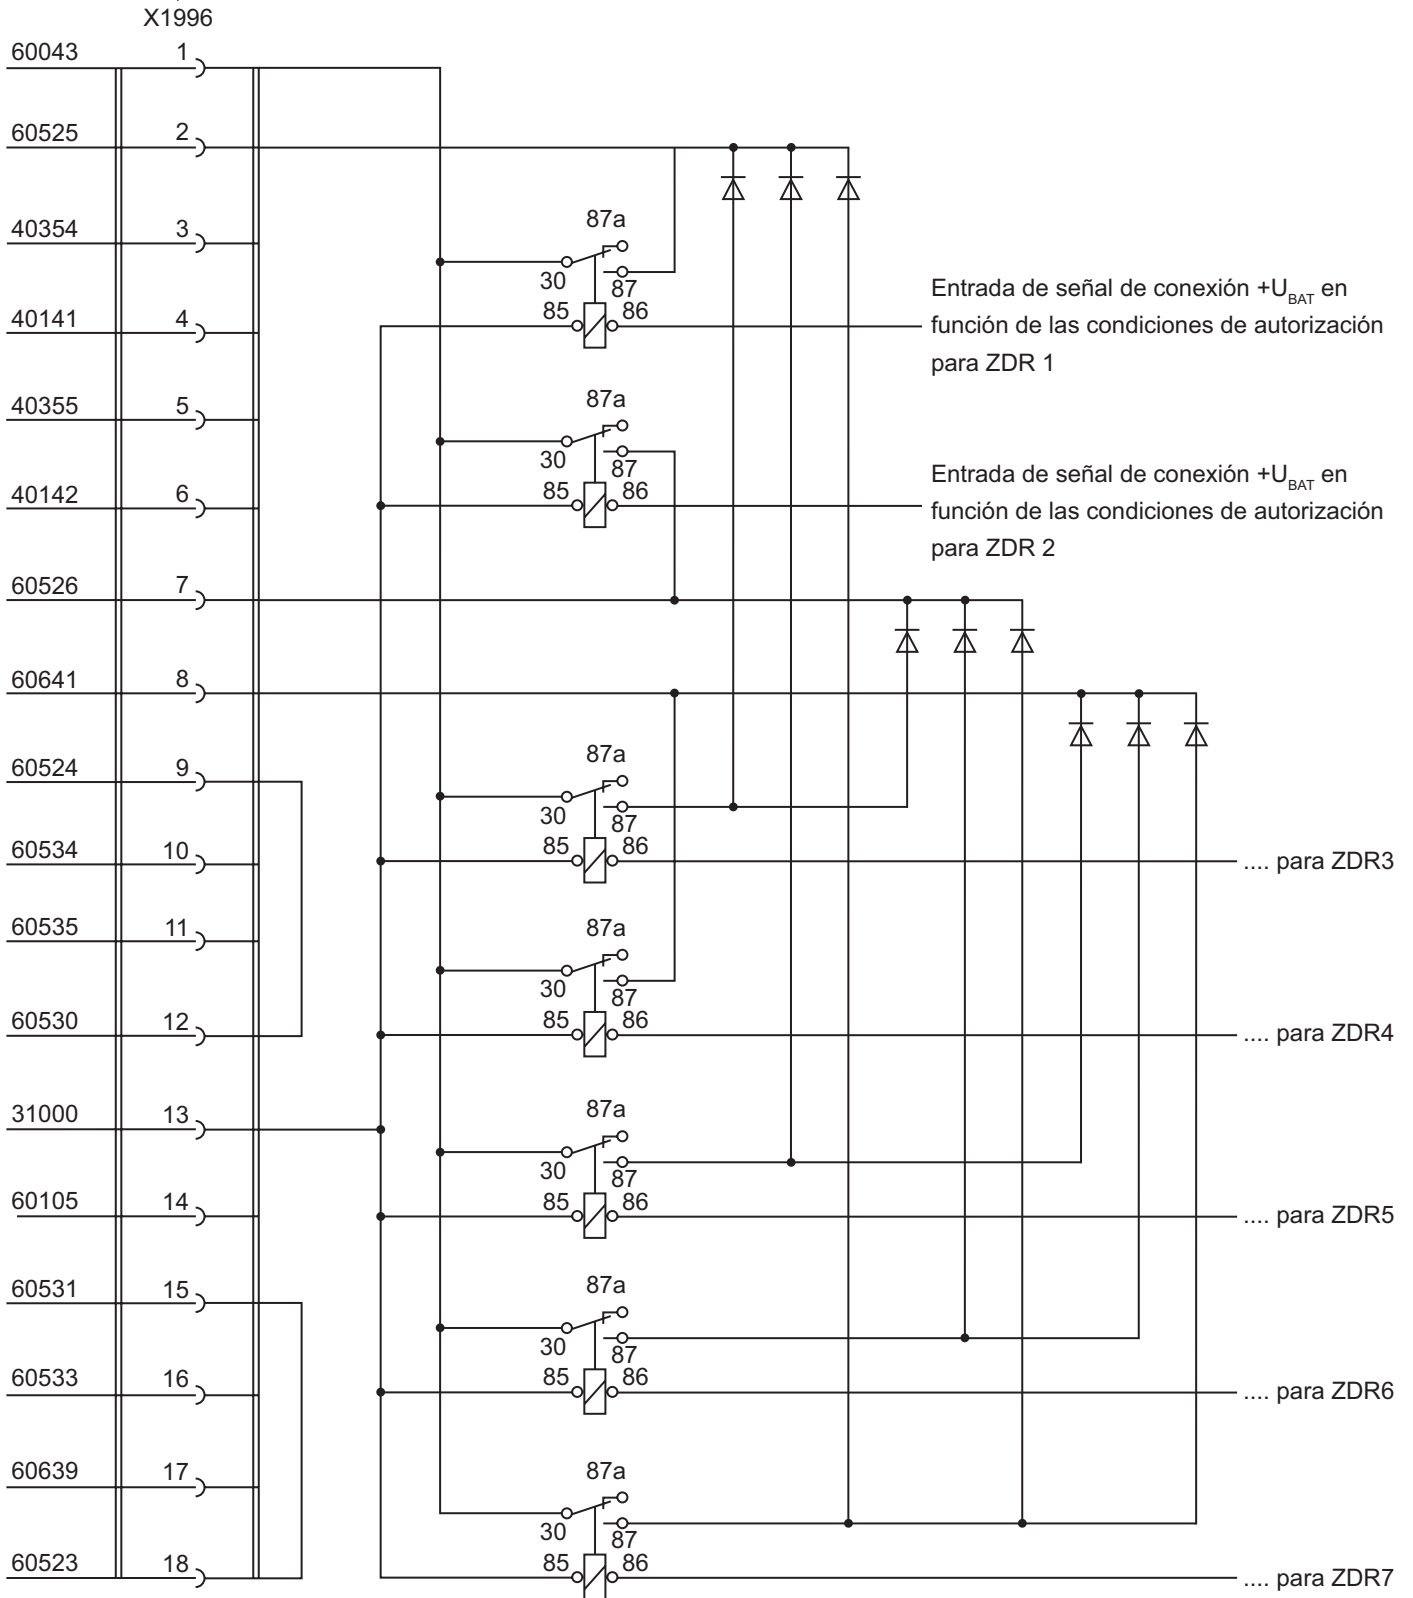 X1996
60043 1
60525 2
40354 3
87a
30 87
85 86
Entrada de señal de conexión +UBAT en
función de las condiciones de autorización
para ZDR 1
40141 4
40355 5
87a
30 87
85 86
Entrada de señal de conexión +UBAT en
función de las condiciones de autorización
para ZDR 2
40142 6
60526 7
60641 8
60524 9
87a
30 87
85 86
.... para ZDR3
60534 10
60535 11
87a
30 87
85 86
.... para ZDR4
60530 12
31000 13
87a
30 87
85 86
.... para ZDR5
60105 14
60531 15
87a
30 87
85 86
.... para ZDR6
60533 16
60639 17
87a
30 87
85 86
.... para ZDR7
60523 18